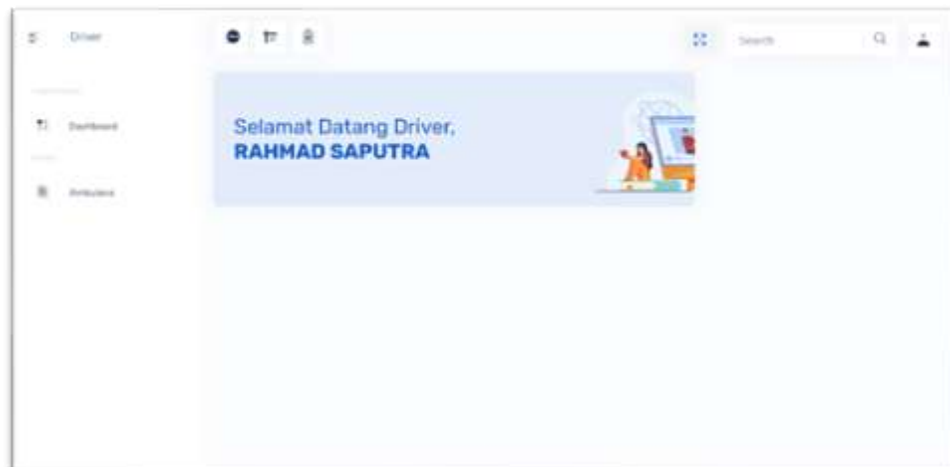 Driver
Search
Dashboard
Selamat Datang Driver,
RAHMAD SAPUTRA
Ambulans